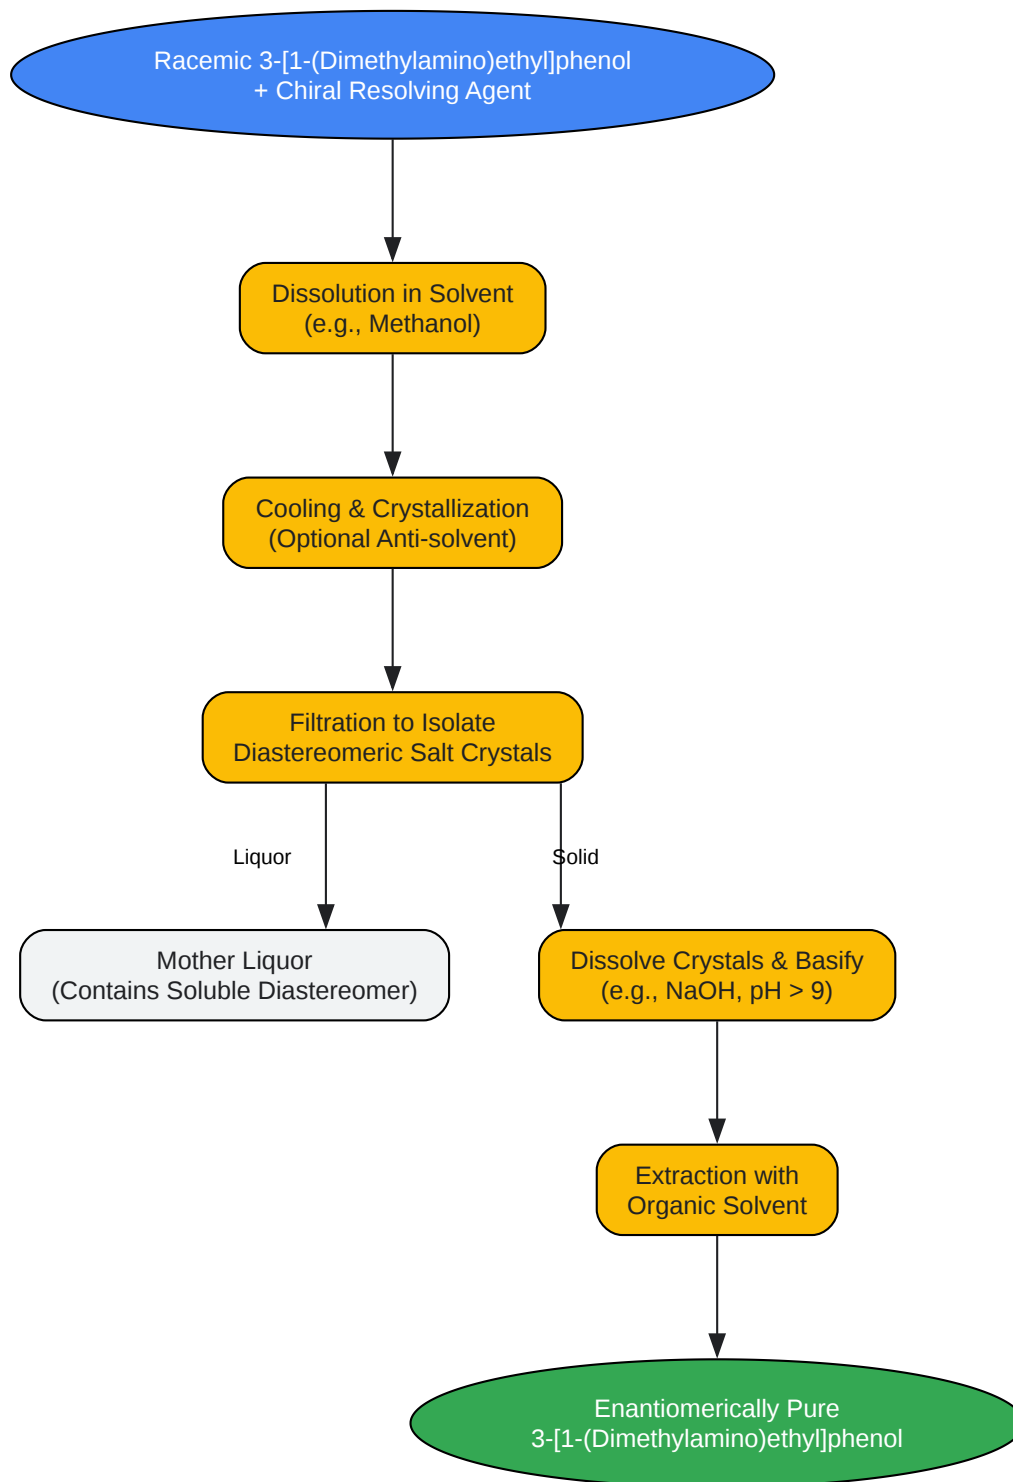 Racemic 3-[1-(Dimethylamino)ethyl]phenol
+ Chiral Resolving Agent
Dissolution in Solvent
(e.g., Methanol)
Cooling & Crystallization
(Optional Anti-solvent)
Filtration to Isolate
Diastereomeric Salt Crystals
Liquor
Solid
Mother Liquor
(Contains Soluble Diastereomer)
Dissolve Crystals & Basify
(e.g., NaOH, pH > 9)
Extraction with
Organic Solvent
Enantiomerically Pure
3-[1-(Dimethylamino)ethyl]phenol